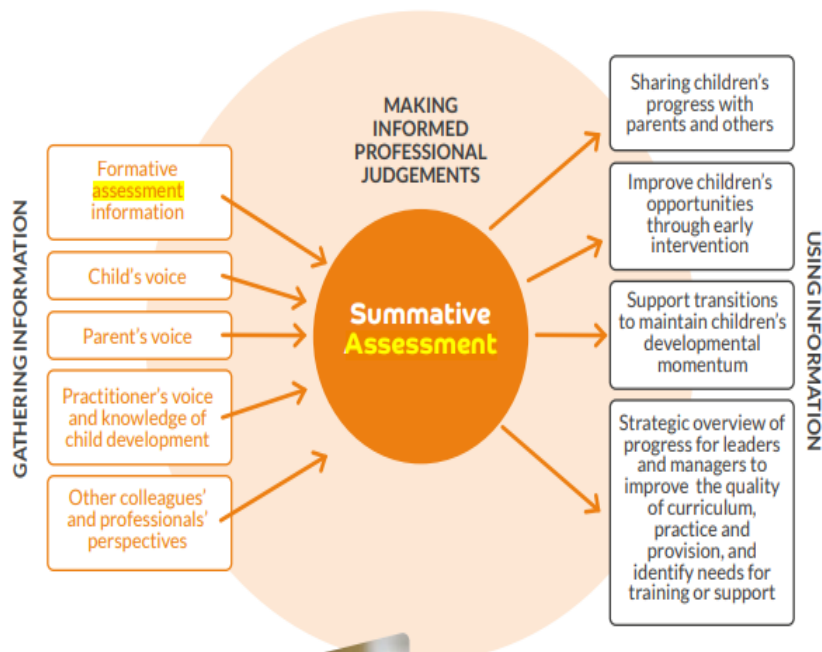 GATHERING INFORMATION
Formative
assessment
information
Child's voice
Parent's voice
Practitioner's voice
and knowledge of
child development
Other colleagues'
and professionals'
perspectives
MAKING
INFORMED
PROFESSIONAL
JUDGEMENTS
Summative
Assessment
Sharing children's
progress with
parents and others
Improve children's
opportunities
through early
intervention
Support transitions
to maintain children's
developmental
momentum
Strategic overview of
progress for leaders
and managers to
improve the quality
of curriculum,
practice and
provision, and
identify needs for
training or support
USING INFORMATION